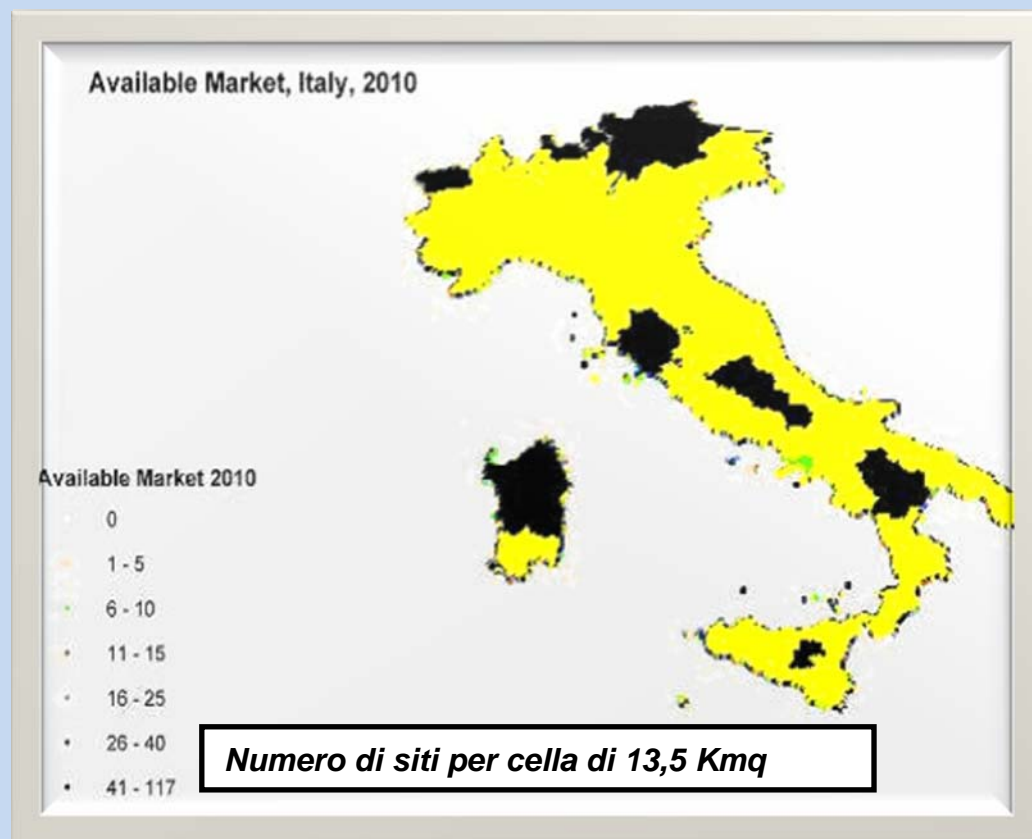 Available Market, Italy, 2010
Available Market 2010
0
1 - 5
6 - 10
11 - 15
16 - 25
26 - 40
41 - 117
Numero di siti per cella di 13,5 Kmq